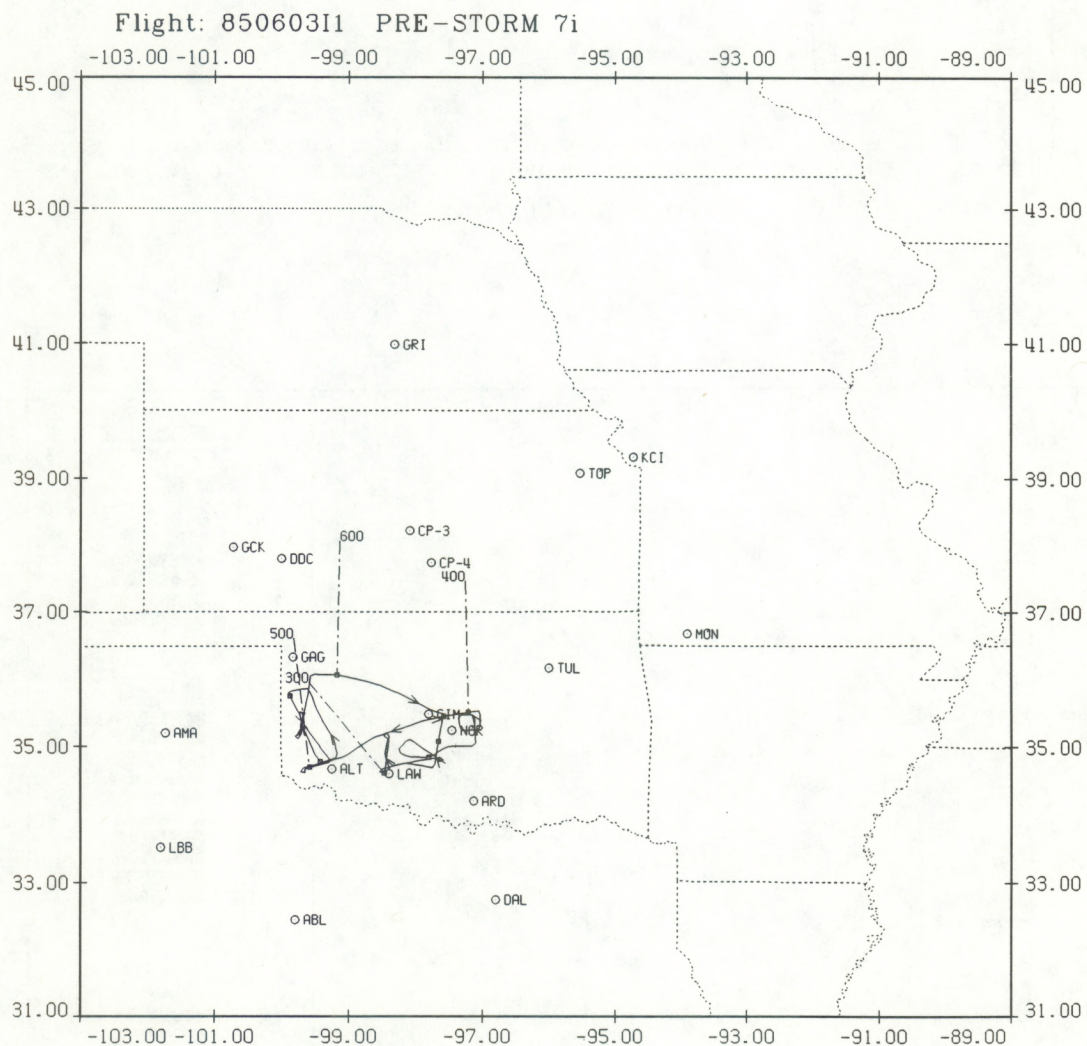 Flight: 850603I1 PRE-STORM 7i
-103.00 -101.00 -99.00 -97.00 -95.00 -93.00 -91.00 -89.00
45.00 45.00
43.00 43.00
41.00 GRI 41.00
KCI
39.00 TOP 39.00
CP-3
600
GCK DDC CP-4
400
37.00 37.00
500 MON
GAG TUL
300
GIM
AMA NOR
35.00 35.00
ALT LAW
ARD
LBB
33.00 33.00
DAL
ABL
31.00 31.00
-103.00 -101.00 -99.00 -97.00 -95.00 -93.00 -91.00 -89.00